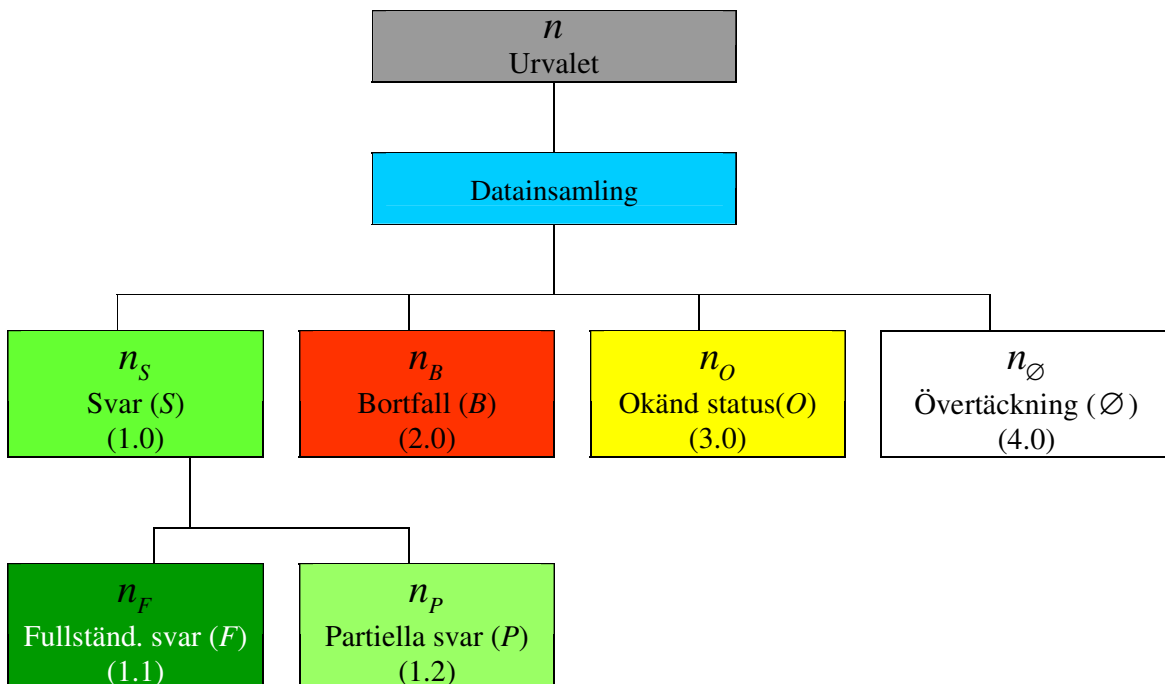 n
Urvalet
Datainsamling
n_S
Svar (S)
(1.0)
n_B
Bortfall (B)
(2.0)
n_O
Okänd status(O)
(3.0)
n_∅
Övertäckning (∅)
(4.0)
n_F
Fullständ. svar (F)
(1.1)
n_P
Partiella svar (P)
(1.2)